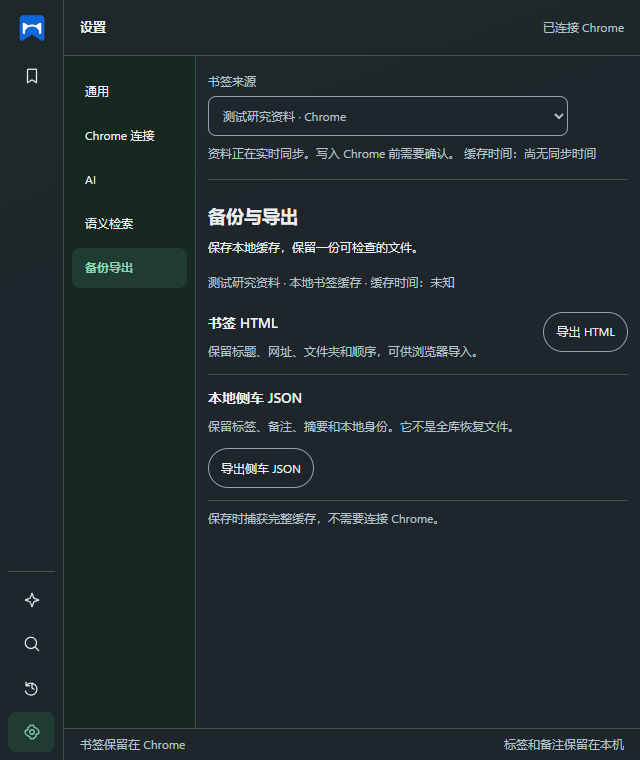 设置
已连接 Chrome
通用
Chrome 连接
AI
语义检索
备份导出
书签来源
测试研究资料 · Chrome
资料正在实时同步。写入 Chrome 前需要确认。 缓存时间：尚无同步时间
备份与导出
保存本地缓存，保留一份可检查的文件。
测试研究资料 · 本地书签缓存 · 缓存时间：未知
书签 HTML
保留标题、网址、文件夹和顺序，可供浏览器导入。
导出 HTML
本地侧车 JSON
保留标签、备注、摘要和本地身份。它不是全库恢复文件。
导出侧车 JSON
保存时捕获完整缓存，不需要连接 Chrome。
书签保留在 Chrome
标签和备注保留在本机